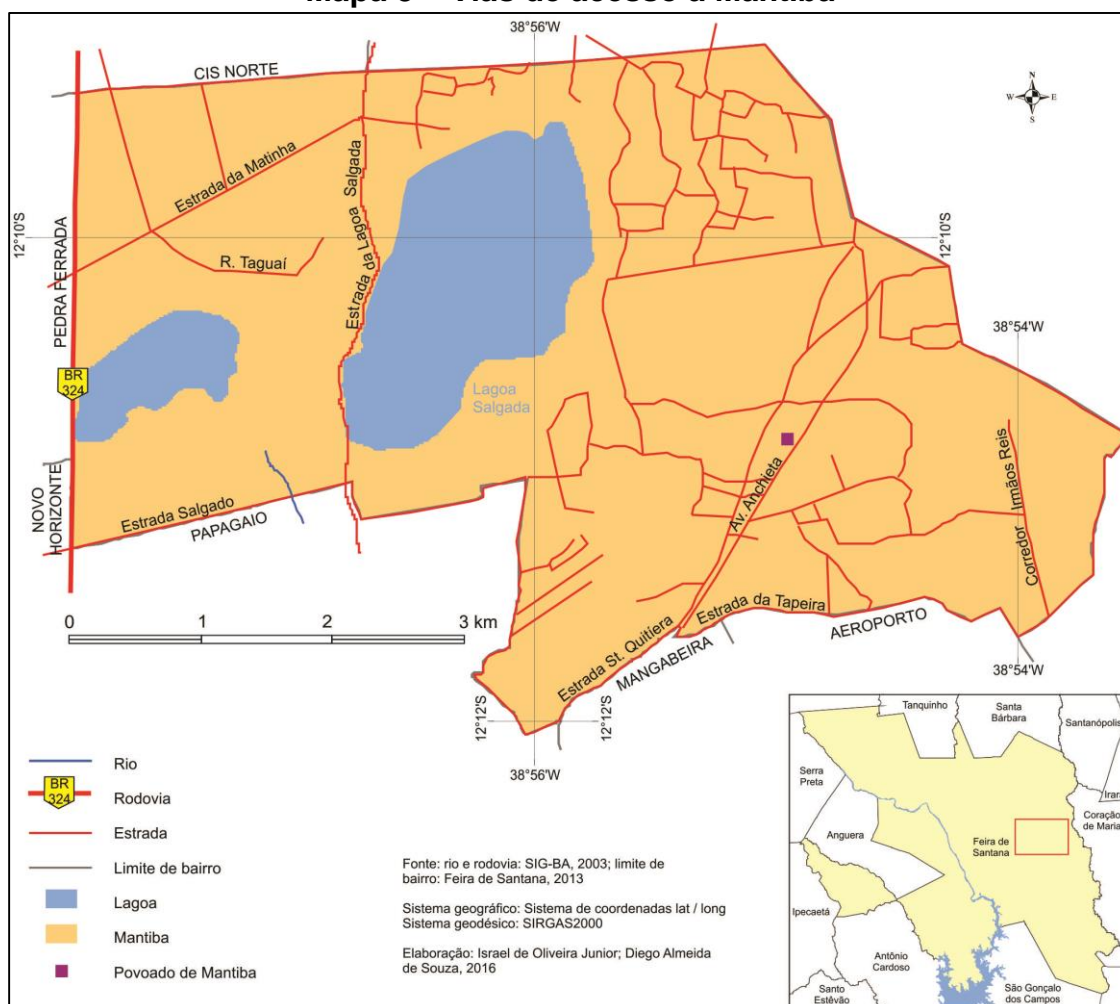 38°56'W
CIS NORTE
N
W E
S
Estrada da Matinha
Estrada da Lagoa Salgada
12°10'S
12°10'S
R. Taguaí
PEDRA FERRADA
38°54'W
BR
324
Lagoa
Salgada
Av. Anchieta
Corredor Irmãos Reis
NOVO
HORIZONTE
Estrada Salgado
PAPAGAIO
Estrada da Tapeira
AEROPORTO
0 1 2 3 km
Estrada St. Quitiera
MANGABEIRA
38°54'W
12°12'S
12°12'S
38°56'W
Rio
BR
324
Rodovia
Estrada
Limite de bairro
Lagoa
Mantiba
Povoado de Mantiba
Fonte: rio e rodovia: SIG-BA, 2003; limite de
bairro: Feira de Santana, 2013
Sistema geográfico: Sistema de coordenadas lat / long
Sistema geodésico: SIRGAS2000
Elaboração: Israel de Oliveira Junior; Diego Almeida
de Souza, 2016
Tanquinho
Santa
Bárbara
Santanópolis
Serra
Preta
Irará
Coração
de Maria
Anguera
Feira de
Santana
Ipecaetá
Antônio
Cardoso
Santo
Estêvão
São Gonçalo
dos Campos